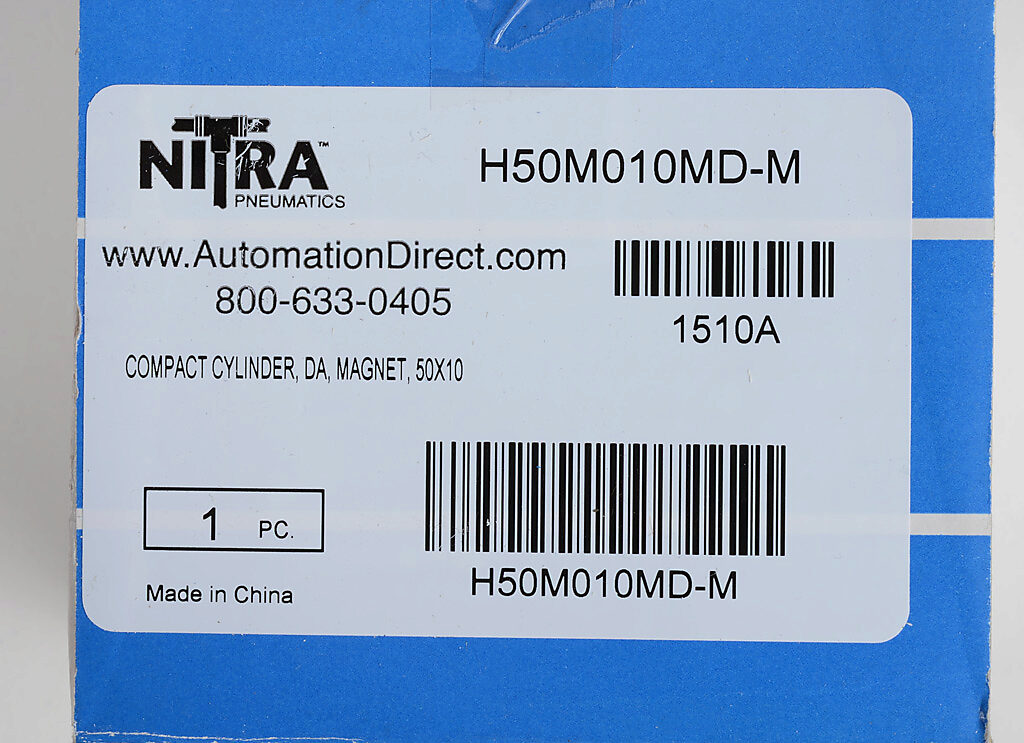 NITRA™
PNEUMATICS
H50M010MD-M
www.AutomationDirect.com
800-633-0405
1510A
COMPACT CYLINDER, DA, MAGNET, 50X10
1 PC.
H50M010MD-M
Made in China